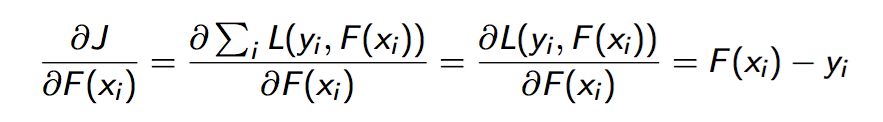 ∂J/∂F(xᵢ) = ∂∑ᵢ L(yᵢ, F(xᵢ))/∂F(xᵢ) = ∂L(yᵢ, F(xᵢ))/∂F(xᵢ) = F(xᵢ) − yᵢ